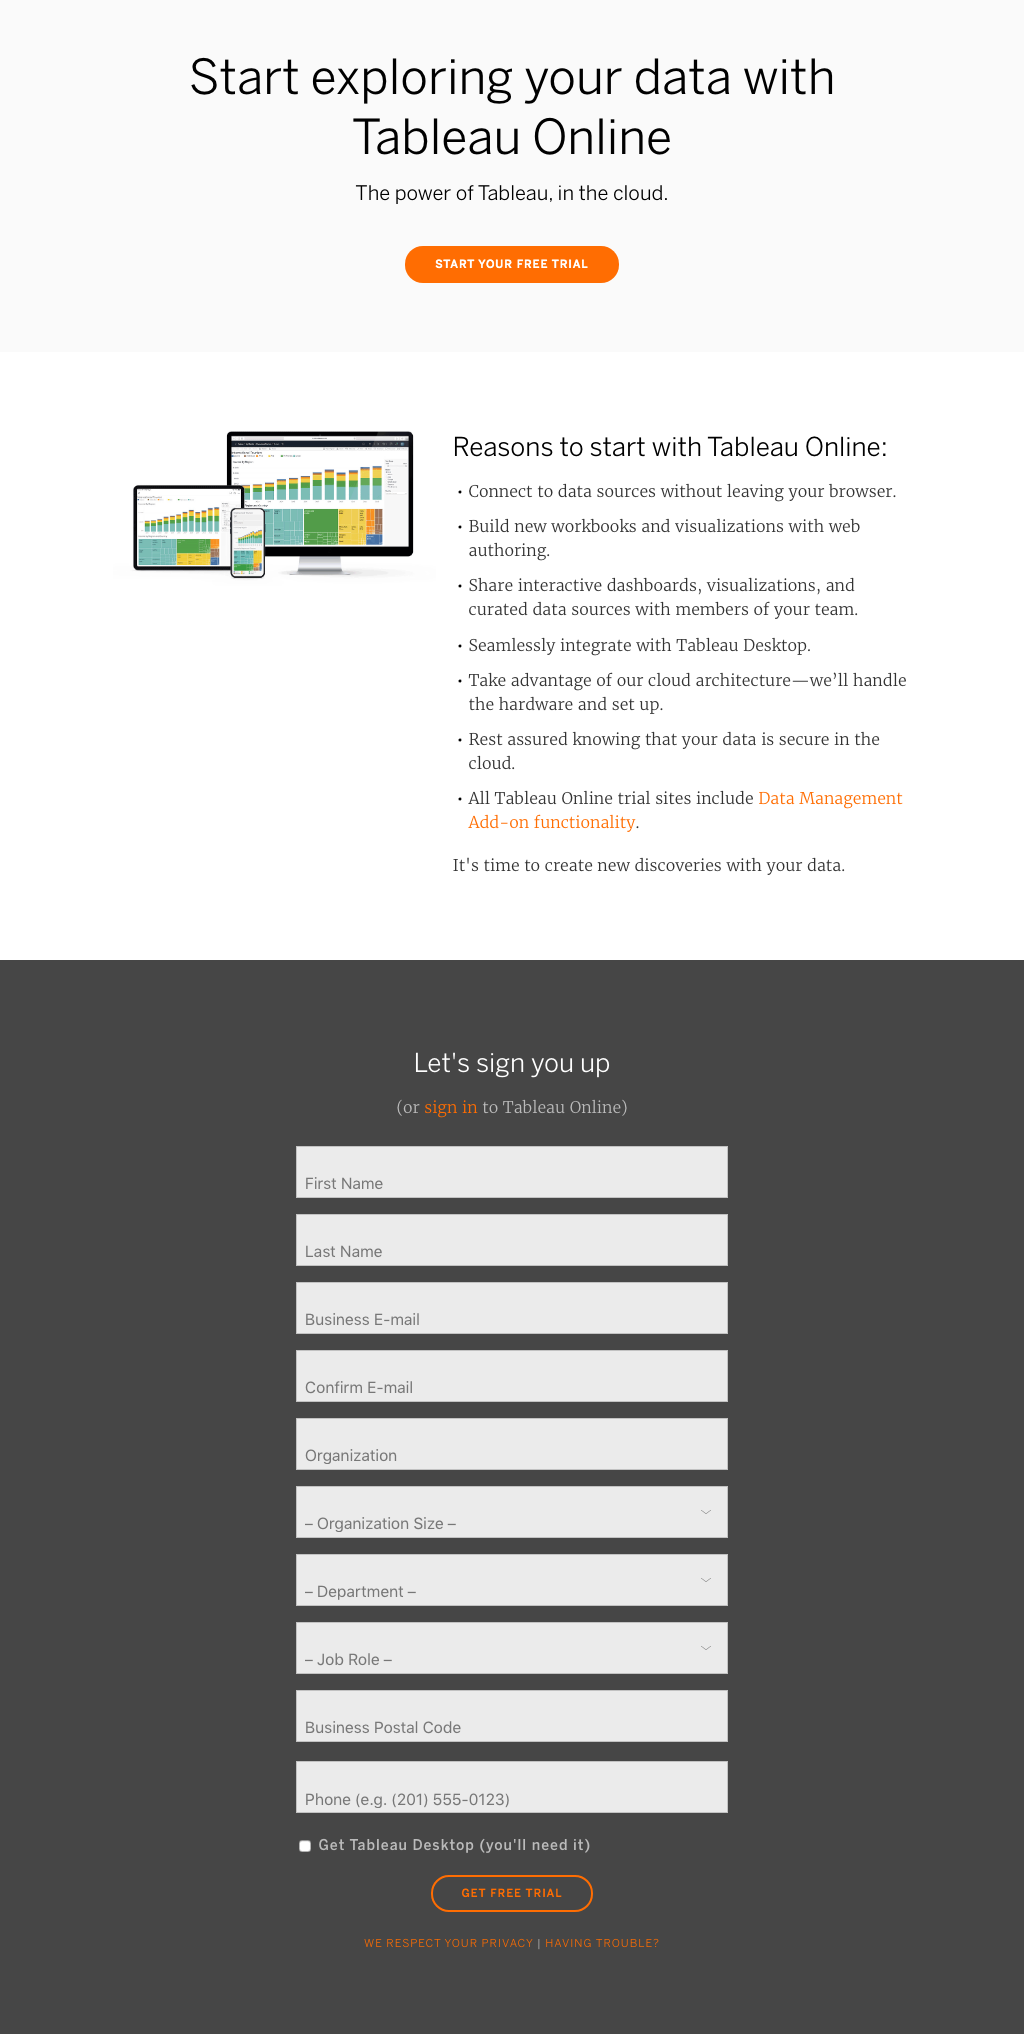 Start exploring your data with
Tableau Online
The power of Tableau, in the cloud.
START YOUR FREE TRIAL
Reasons to start with Tableau Online:
• Connect to data sources without leaving your browser.
• Build new workbooks and visualizations with web
authoring.
• Share interactive dashboards, visualizations, and
curated data sources with members of your team.
• Seamlessly integrate with Tableau Desktop.
• Take advantage of our cloud architecture—we’ll handle
the hardware and set up.
• Rest assured knowing that your data is secure in the
cloud.
• All Tableau Online trial sites include Data Management
Add-on functionality.
It's time to create new discoveries with your data.
Let's sign you up
(or sign in to Tableau Online)
First Name
Last Name
Business E-mail
Confirm E-mail
Organization
– Organization Size –
– Department –
– Job Role –
Business Postal Code
Phone (e.g. (201) 555-0123)
Get Tableau Desktop (you'll need it)
GET FREE TRIAL
WE RESPECT YOUR PRIVACY | HAVING TROUBLE?